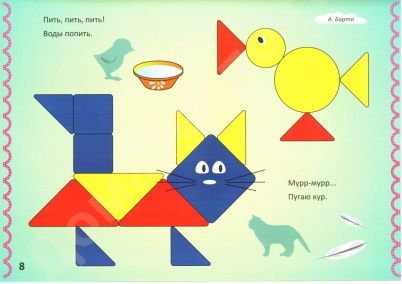 Пить, пить, пить!
Воды попить.
А. Барто
Мурр-мурр...
Пугаю кур.
8